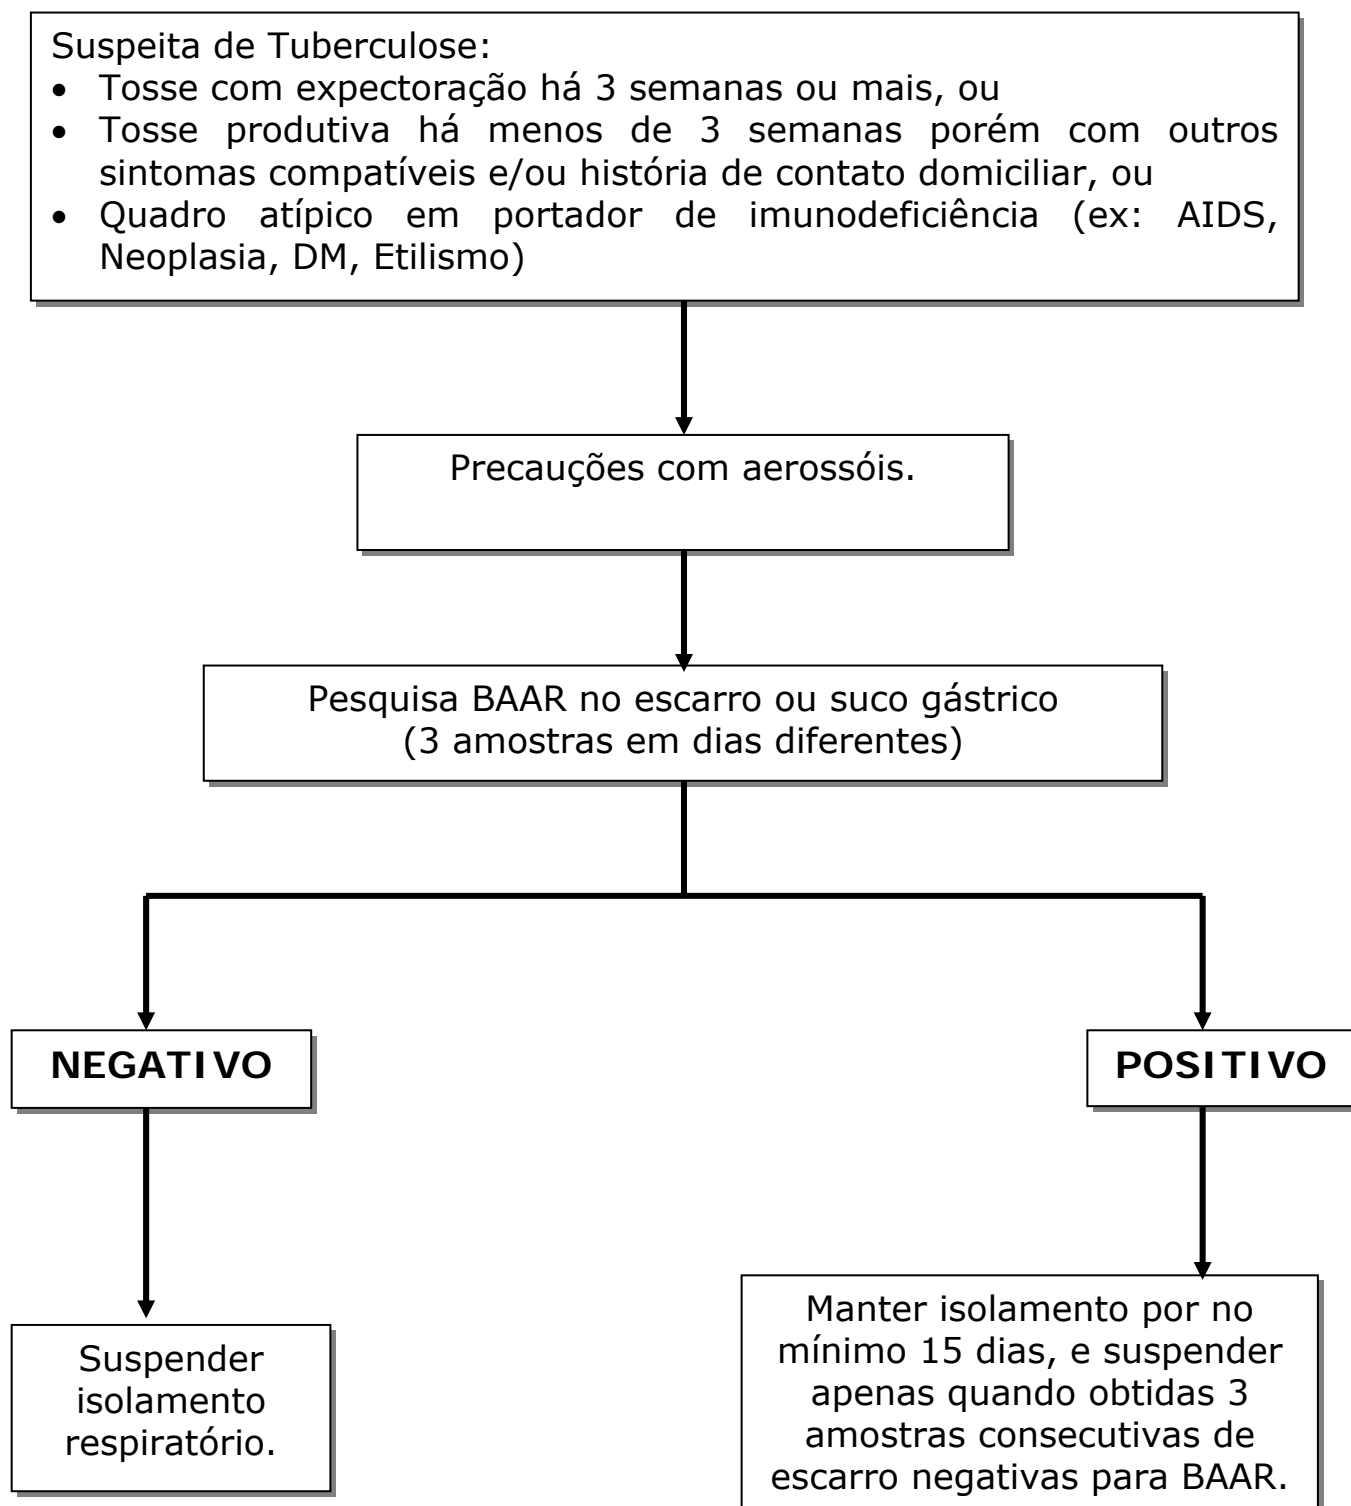 Suspeita de Tuberculose:
• Tosse com expectoração há 3 semanas ou mais, ou
• Tosse produtiva há menos de 3 semanas porém com outros
sintomas compatíveis e/ou história de contato domiciliar, ou
• Quadro atípico em portador de imunodeficiência (ex: AIDS,
Neoplasia, DM, Etilismo)
Precauções com aerossóis.
Pesquisa BAAR no escarro ou suco gástrico
(3 amostras em dias diferentes)
NEGATIVO
POSITIVO
Suspender
isolamento
respiratório.
Manter isolamento por no
mínimo 15 dias, e suspender
apenas quando obtidas 3
amostras consecutivas de
escarro negativas para BAAR.